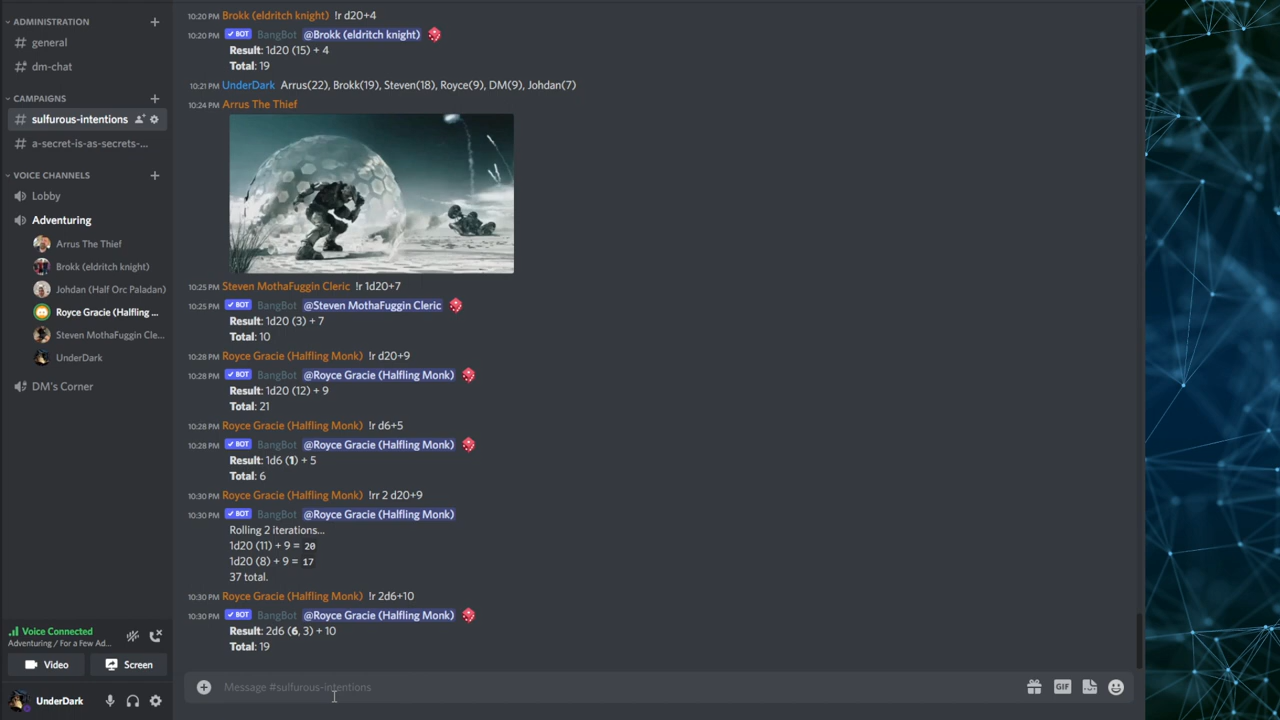 ADMINISTRATION
general
dm-chat
CAMPAIGNS
sulfurous-intentions
a-secret-is-as-secrets-...
VOICE CHANNELS
Lobby
Adventuring
Arrus The Thief
Brokk (eldritch knight)
Johdan (Half Orc Paladan)
Royce Gracie (Halfling ...
Steven MothaFuggin Cle...
UnderDark
DM's Corner
Voice Connected
Adventuring / For a Few Ad...
Video
Screen
UnderDark
10:20 PM Brokk (eldritch knight) !r d20+4
10:20 PM BOT BangBot @Brokk (eldritch knight)
Result: 1d20 (15) + 4
Total: 19
10:21 PM UnderDark Arrus(22), Brokk(19), Steven(18), Royce(9), DM(9), Johdan(7)
10:24 PM Arrus The Thief
10:25 PM Steven MothaFuggin Cleric !r 1d20+7
10:25 PM BOT BangBot @Steven MothaFuggin Cleric
Result: 1d20 (3) + 7
Total: 10
10:28 PM Royce Gracie (Halfling Monk) !r d20+9
10:28 PM BOT BangBot @Royce Gracie (Halfling Monk)
Result: 1d20 (12) + 9
Total: 21
10:28 PM Royce Gracie (Halfling Monk) !r d6+5
10:28 PM BOT BangBot @Royce Gracie (Halfling Monk)
Result: 1d6 (1) + 5
Total: 6
10:30 PM Royce Gracie (Halfling Monk) !rr 2 d20+9
10:30 PM BOT BangBot @Royce Gracie (Halfling Monk)
Rolling 2 iterations...
1d20 (11) + 9 = 20
1d20 (8) + 9 = 17
37 total.
10:30 PM Royce Gracie (Halfling Monk) !r 2d6+10
10:30 PM BOT BangBot @Royce Gracie (Halfling Monk)
Result: 2d6 (6, 3) + 10
Total: 19
Message #sulfurous-intentions
GIF